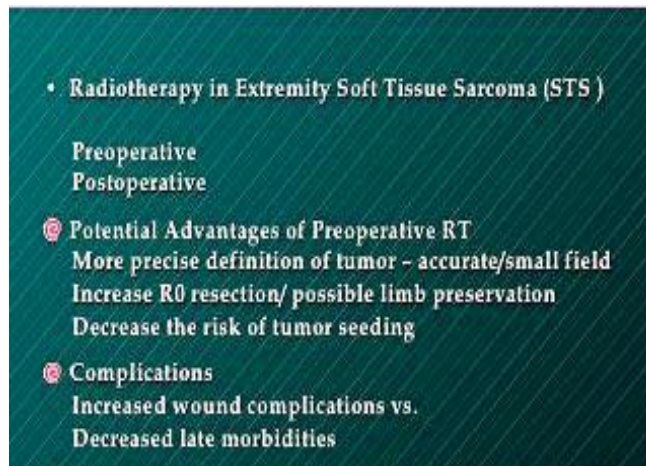 • Radiotherapy in Extremity Soft Tissue Sarcoma (STS )
Preoperative
Postoperative
Potential Advantages of Preoperative RT
More precise definition of tumor – accurate/small field
Increase R0 resection/ possible limb preservation
Decrease the risk of tumor seeding
Complications
Increased wound complications vs.
Decreased late morbidities